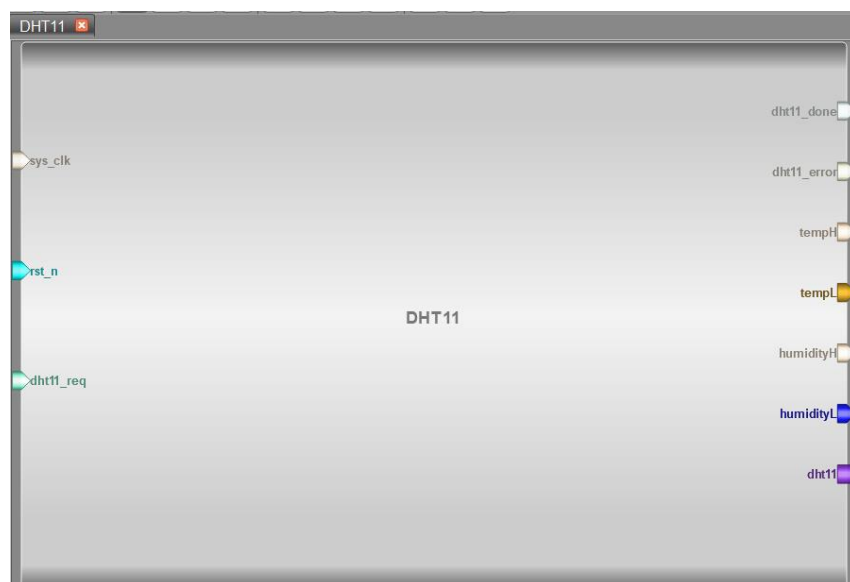 DHT11
dht11_done
sys_clk
dht11_error
tempH
rst_n
tempL
DHT11
humidityH
dht11_req
humidityL
dht11